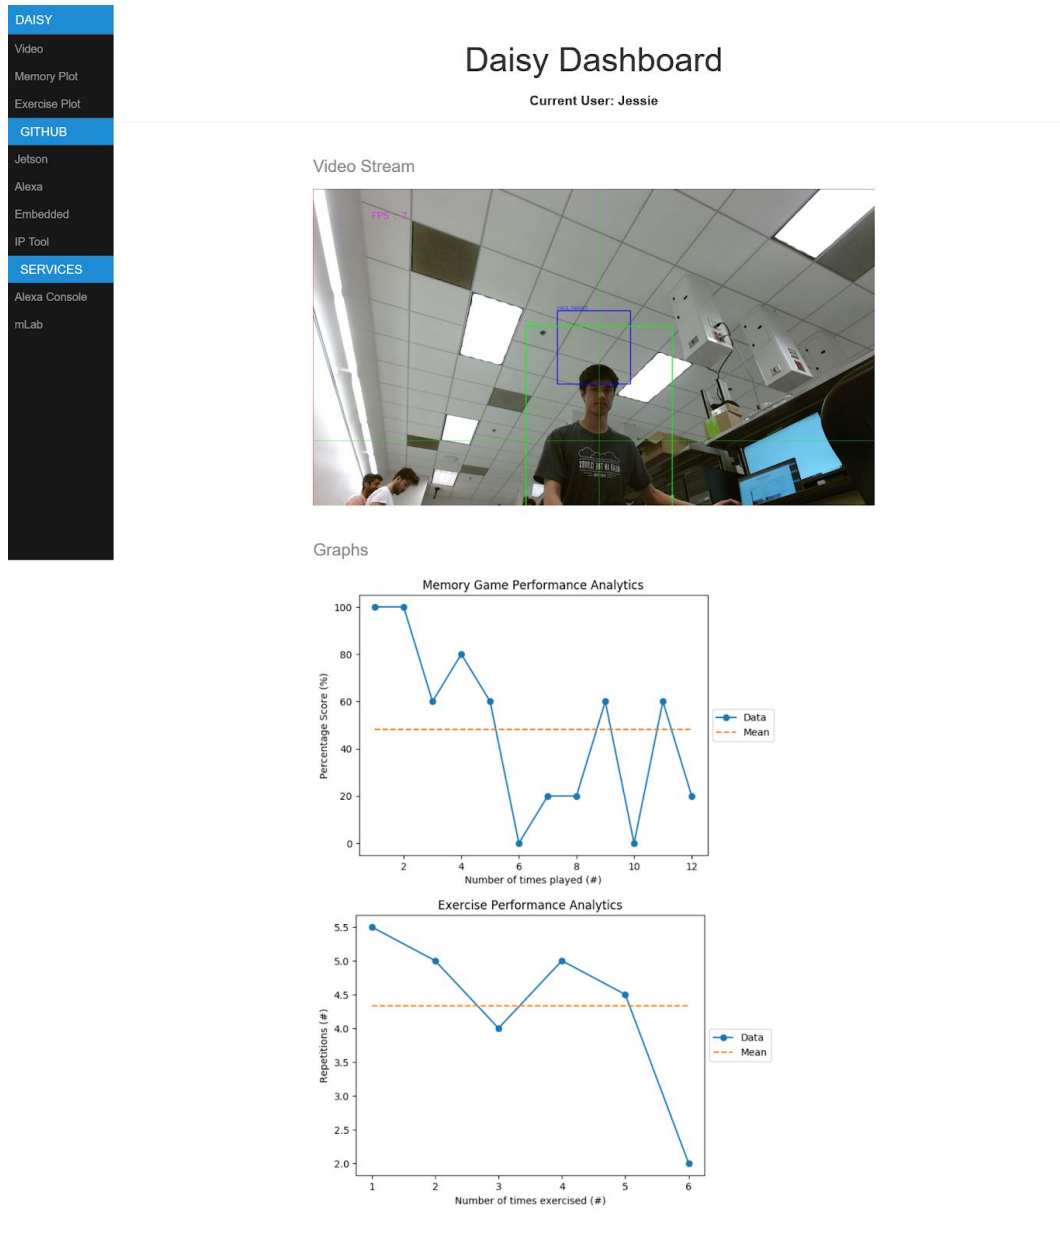 DAISY
Video
Memory Plot
Exercise Plot
GITHUB
Jetson
Alexa
Embedded
IP Tool
SERVICES
Alexa Console
mLab
Daisy Dashboard
Current User: Jessie
Video Stream
FPS : 7
Graphs
Memory Game Performance Analytics
100
80
60
40
20
0
2
4
6
8
10
12
Percentage Score (%)
Number of times played (#)
Data
Mean
Exercise Performance Analytics
5.5
5.0
4.5
4.0
3.5
3.0
2.5
2.0
1
2
3
4
5
6
Repetitions (#)
Number of times exercised (#)
Data
Mean